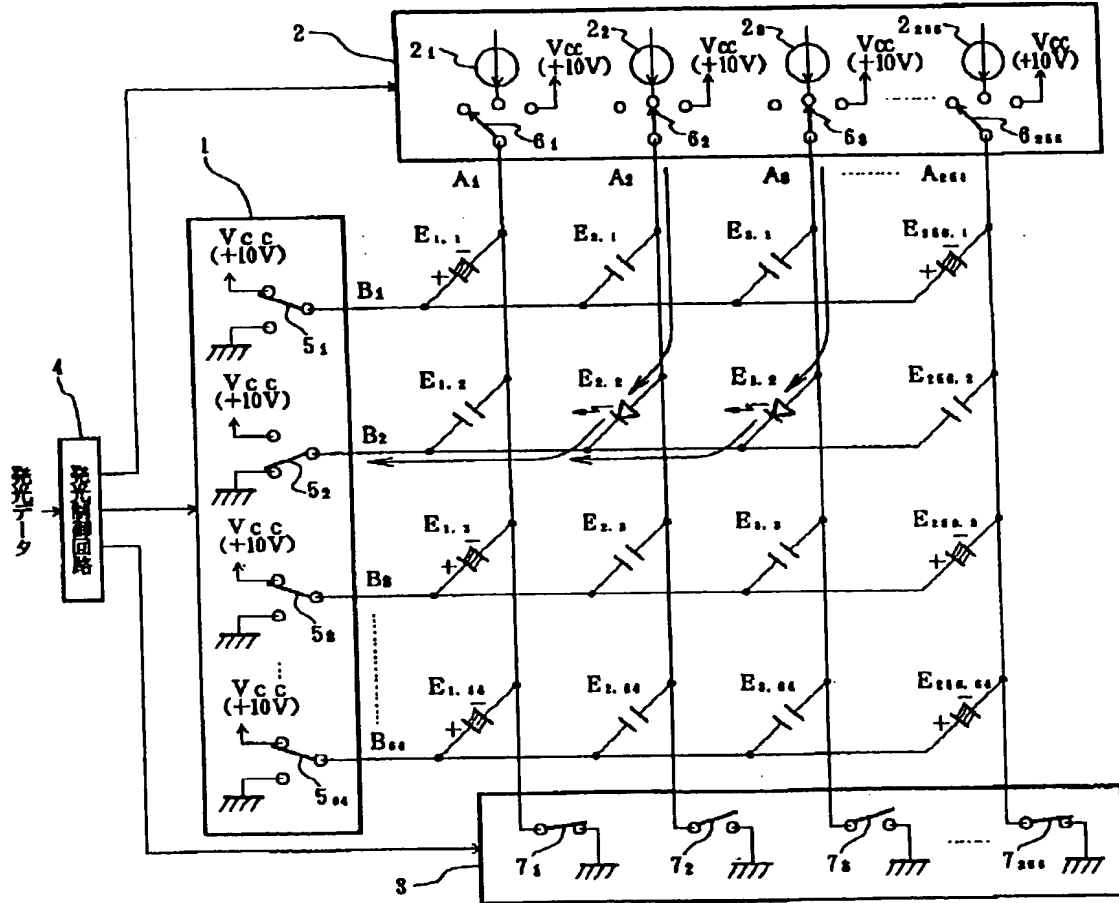 2
2₁
2₂
2₃
2₂₅₆
Vcc
(+10V)
Vcc
(+10V)
Vcc
(+10V)
Vcc
(+10V)
6₁
6₂
6₃
6₂₅₆
1
A₁
A₂
A₃
A₂₅₆
Vcc
(+10V)
E₁.₁
E₂.₁
E₃.₁
E₂₅₆.₁
+
−
+
−
B₁
5₁
4
Vcc
(+10V)
E₁.₂
E₂.₂
E₃.₂
E₂₅₆.₂
B₂
5₂
発光データ
発光制御回路
Vcc
(+10V)
E₁.₃
E₂.₃
E₃.₃
E₂₅₆.₃
+
−
+
−
B₃
5₃
Vcc
(+10V)
E₁.₆₄
E₂.₆₄
E₃.₆₄
E₂₅₆.₆₄
+
−
+
−
B₆₄
5₆₄
7₁
7₂
7₃
7₂₅₆
3